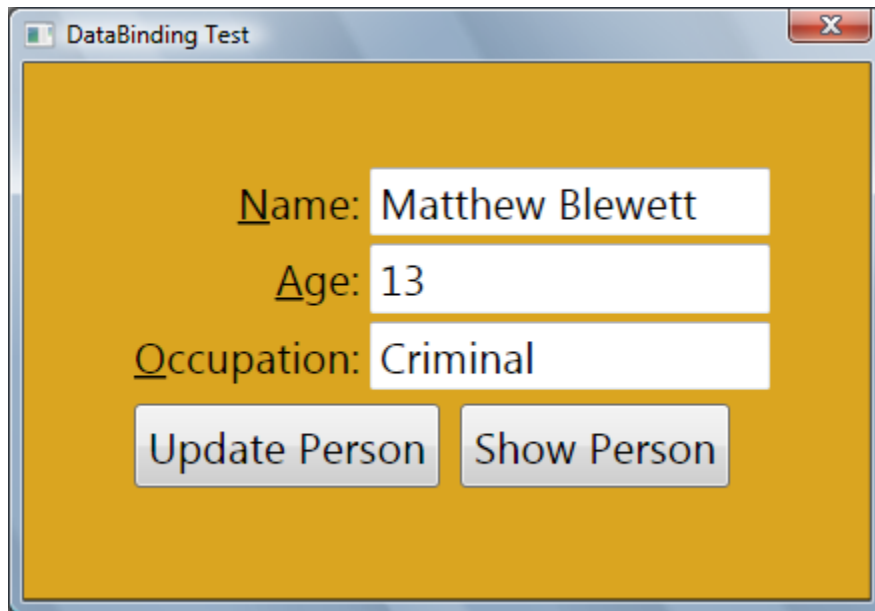 DataBinding Test
Name: Matthew Blewett
Age: 13
Occupation: Criminal
Update Person Show Person